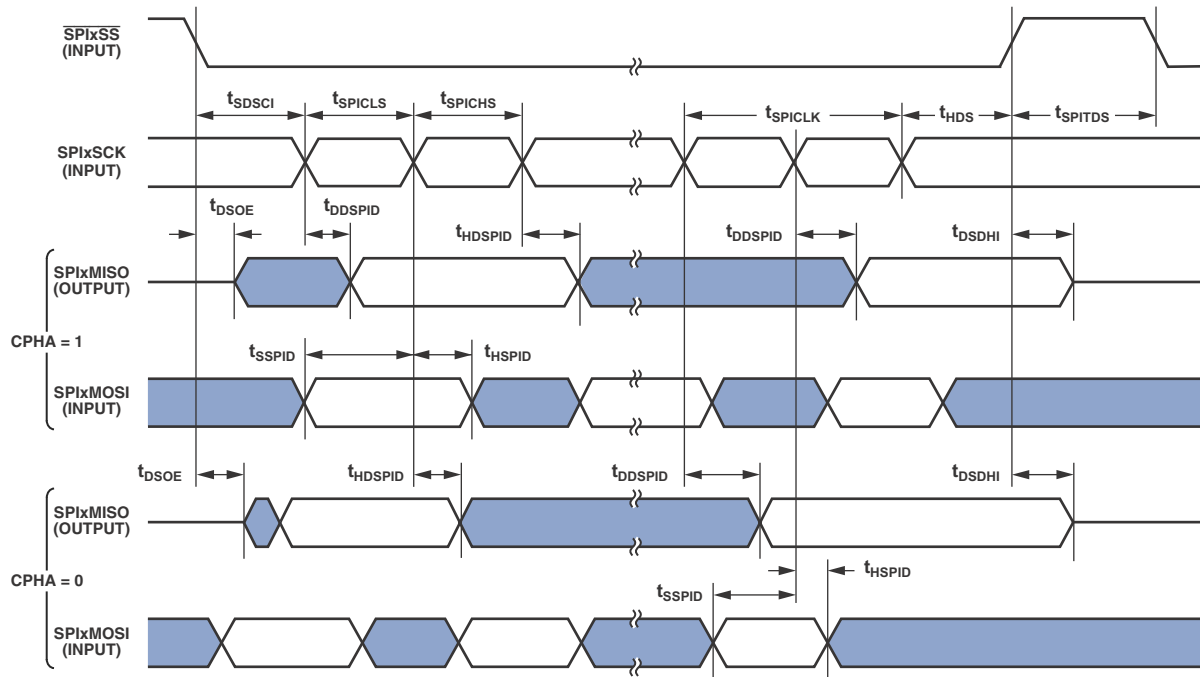 SPIxSS
(INPUT)
tSDSCI tSPICLS tSPICHS tSPICLK tHDS tSPITDS
SPIxSCK
(INPUT)
tDSOE tDDSPID tHDSPID tDDSPID tDSDHI
SPIxMISO
(OUTPUT)
CPHA = 1
tSSPID tHSPID
SPIxMOSI
(INPUT)
tDSOE tHDSPID tDDSPID tDSDHI
SPIxMISO
(OUTPUT)
CPHA = 0
tSSPID tHSPID
SPIxMOSI
(INPUT)